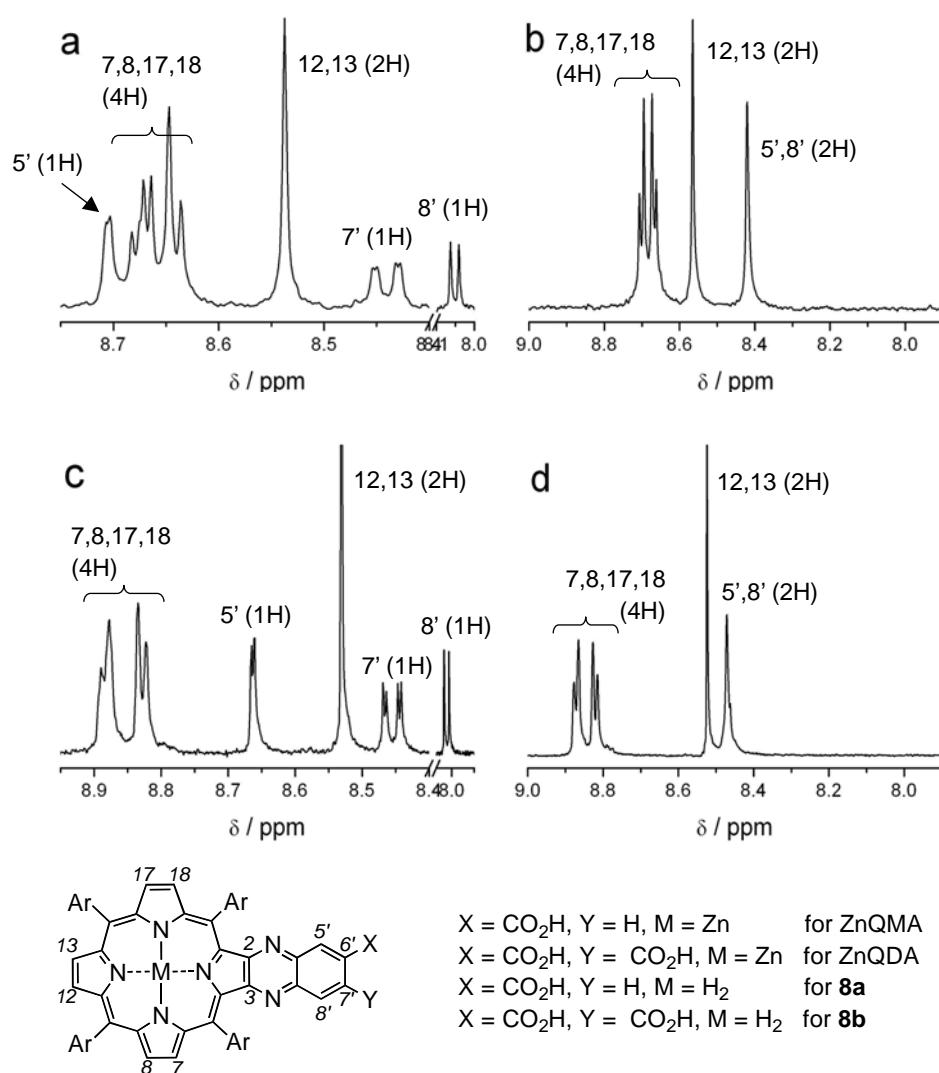 a
7,8,17,18
(4H)
12,13 (2H)
5' (1H)
7' (1H)
8' (1H)
8.7 8.6 8.5 8.0
δ / ppm
b
7,8,17,18
(4H)
12,13 (2H)
5',8' (2H)
9.0 8.8 8.6 8.4 8.2 8.0
δ / ppm
c
12,13 (2H)
7,8,17,18
(4H)
5' (1H)
8' (1H)
7' (1H)
8.9 8.8 8.7 8.6 8.5 8.4 8.0
δ / ppm
d
12,13 (2H)
7,8,17,18
(4H)
5',8' (2H)
9.0 8.8 8.6 8.4 8.2 8.0
δ / ppm
17 18
Ar Ar
N
13 2 N 5' 6' X
N M N
12 3 N 8' 7' Y
N
Ar Ar
8 7
X = CO₂H, Y = H, M = Zn for ZnQMA
X = CO₂H, Y = CO₂H, M = Zn for ZnQDA
X = CO₂H, Y = H, M = H₂ for 8a
X = CO₂H, Y = CO₂H, M = H₂ for 8b